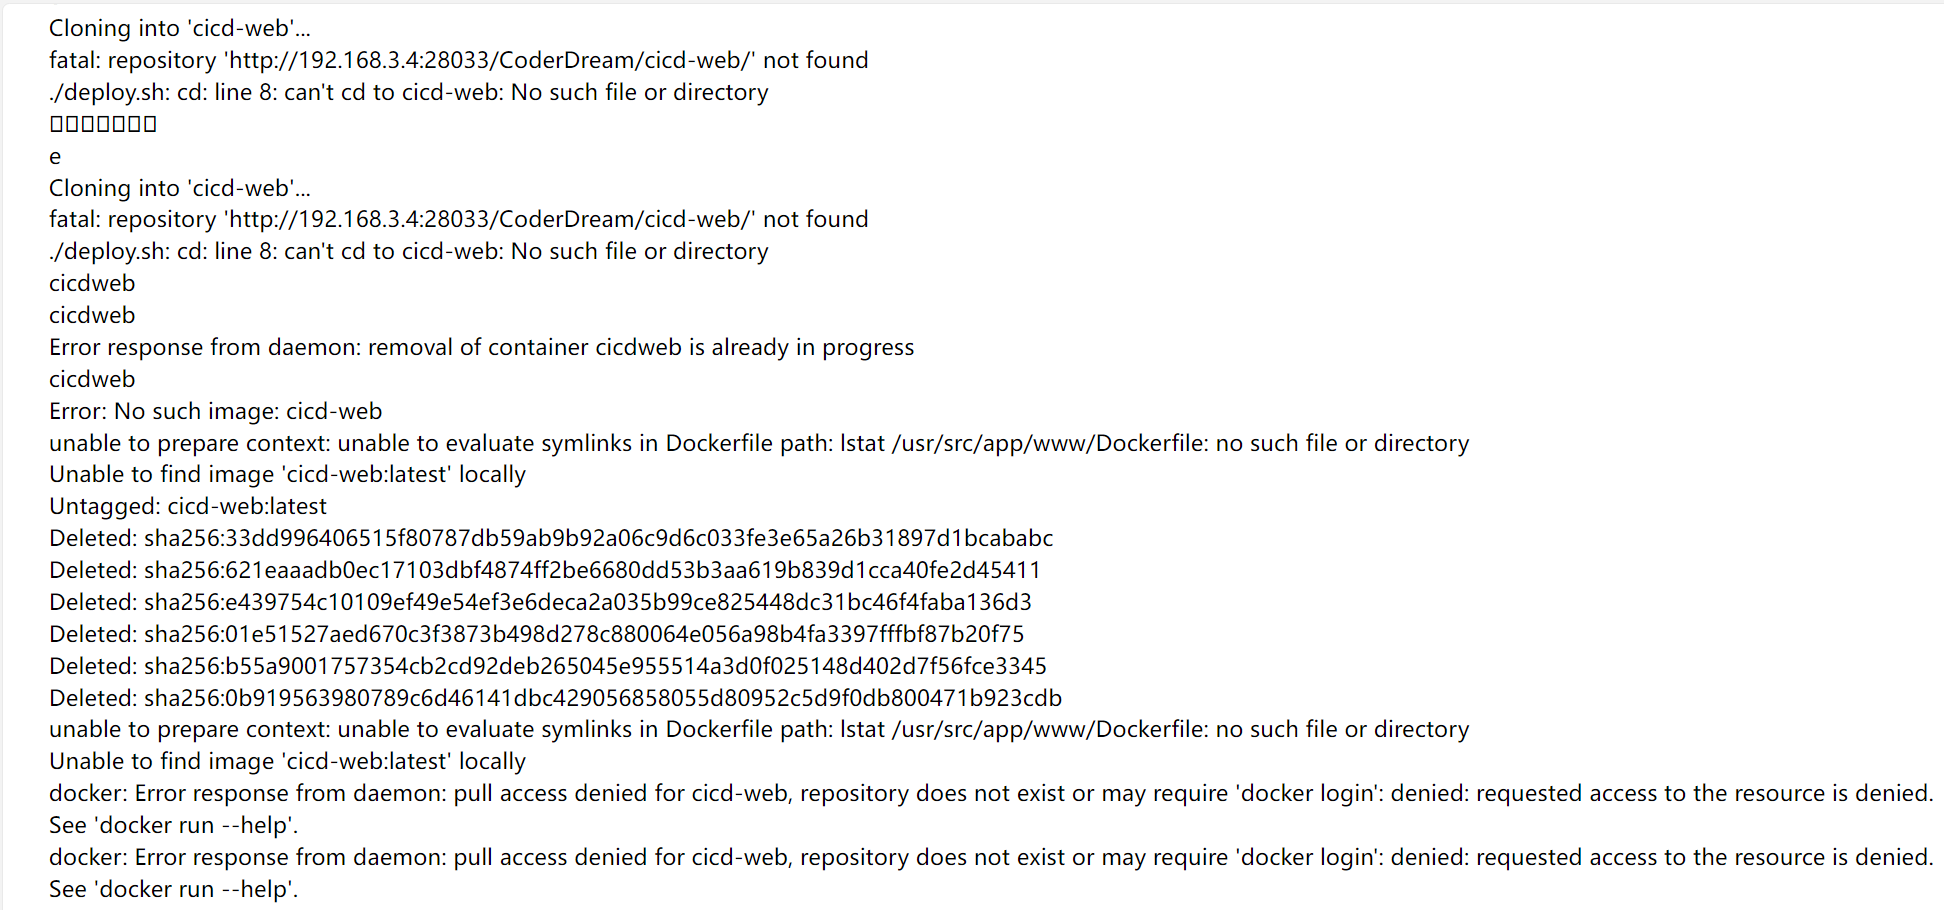 Cloning into 'cicd-web'...
fatal: repository 'http://192.168.3.4:28033/CoderDream/cicd-web/' not found
./deploy.sh: cd: line 8: can't cd to cicd-web: No such file or directory
▯▯▯▯▯▯▯
e
Cloning into 'cicd-web'...
fatal: repository 'http://192.168.3.4:28033/CoderDream/cicd-web/' not found
./deploy.sh: cd: line 8: can't cd to cicd-web: No such file or directory
cicdweb
cicdweb
Error response from daemon: removal of container cicdweb is already in progress
cicdweb
Error: No such image: cicd-web
unable to prepare context: unable to evaluate symlinks in Dockerfile path: lstat /usr/src/app/www/Dockerfile: no such file or directory
Unable to find image 'cicd-web:latest' locally
Untagged: cicd-web:latest
Deleted: sha256:33dd996406515f80787db59ab9b92a06c9d6c033fe3e65a26b31897d1bcababc
Deleted: sha256:621eaaadb0ec17103dbf4874ff2be6680dd53b3aa619b839d1cca40fe2d45411
Deleted: sha256:e439754c10109ef49e54ef3e6deca2a035b99ce825448dc31bc46f4faba136d3
Deleted: sha256:01e51527aed670c3f3873b498d278c880064e056a98b4fa3397fffbf87b20f75
Deleted: sha256:b55a9001757354cb2cd92deb265045e955514a3d0f025148d402d7f56fce3345
Deleted: sha256:0b919563980789c6d46141dbc429056858055d80952c5d9f0db800471b923cdb
unable to prepare context: unable to evaluate symlinks in Dockerfile path: lstat /usr/src/app/www/Dockerfile: no such file or directory
Unable to find image 'cicd-web:latest' locally
docker: Error response from daemon: pull access denied for cicd-web, repository does not exist or may require 'docker login': denied: requested access to the resource is denied.
See 'docker run --help'.
docker: Error response from daemon: pull access denied for cicd-web, repository does not exist or may require 'docker login': denied: requested access to the resource is denied.
See 'docker run --help'.